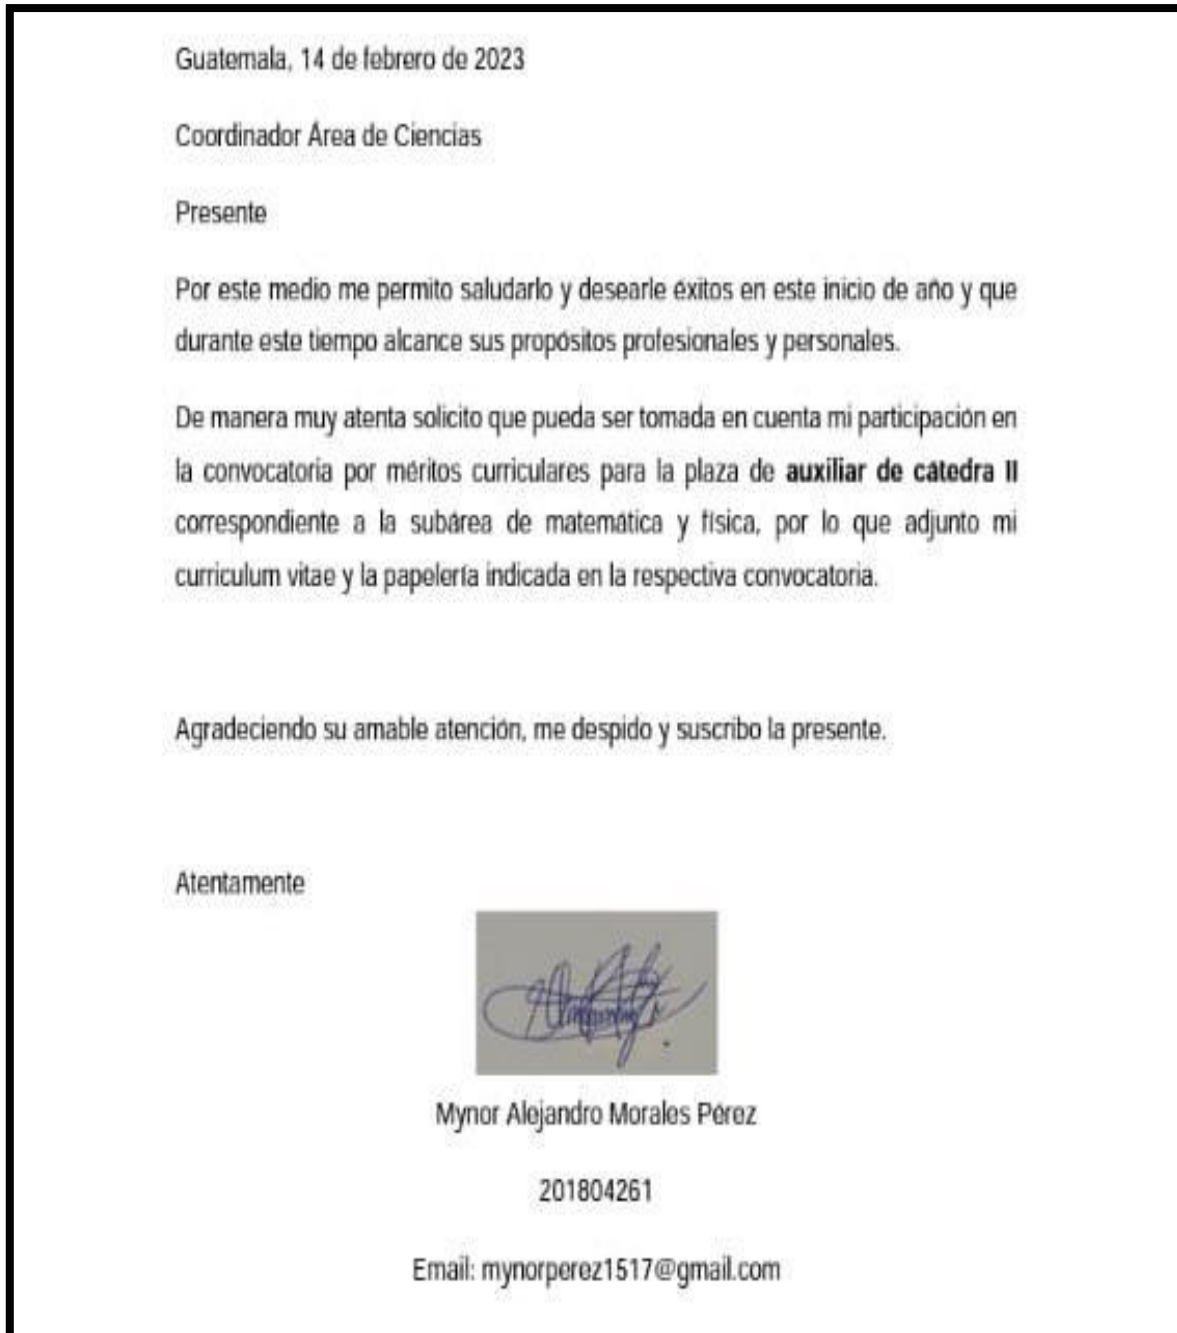 Guatemala, 14 de febrero de 2023
Coordinador Área de Ciencias
Presente
Por este medio me permito saludarlo y desearle éxitos en este inicio de año y que
durante este tiempo alcance sus propósitos profesionales y personales.
De manera muy atenta solicito que pueda ser tomada en cuenta mi participación en
la convocatoria por méritos curriculares para la plaza de auxiliar de cátedra II
correspondiente a la subárea de matemática y física, por lo que adjunto mi
curriculum vitae y la papelería indicada en la respectiva convocatoria.
Agradeciendo su amable atención, me despido y suscribo la presente.
Atentamente
Mynor Alejandro Morales Pérez
201804261
Email: mynorperez1517@gmail.com